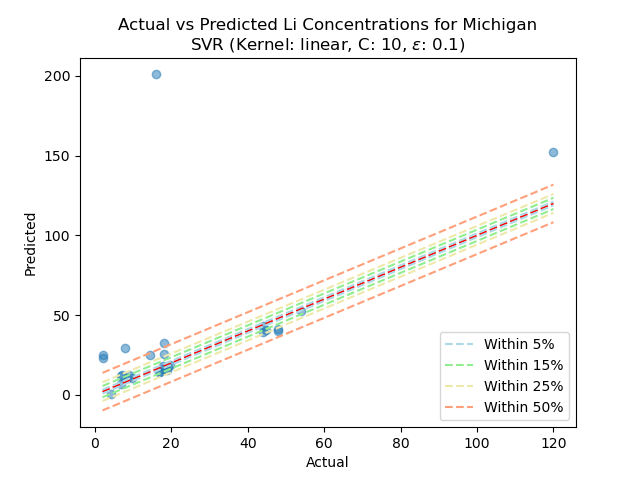 Actual vs Predicted Li Concentrations for Michigan
SVR (Kernel: linear, C: 10, ε: 0.1)
200
150
100
50
0
Predicted
0 20 40 60 80 100 120
Actual
Within 5%
Within 15%
Within 25%
Within 50%